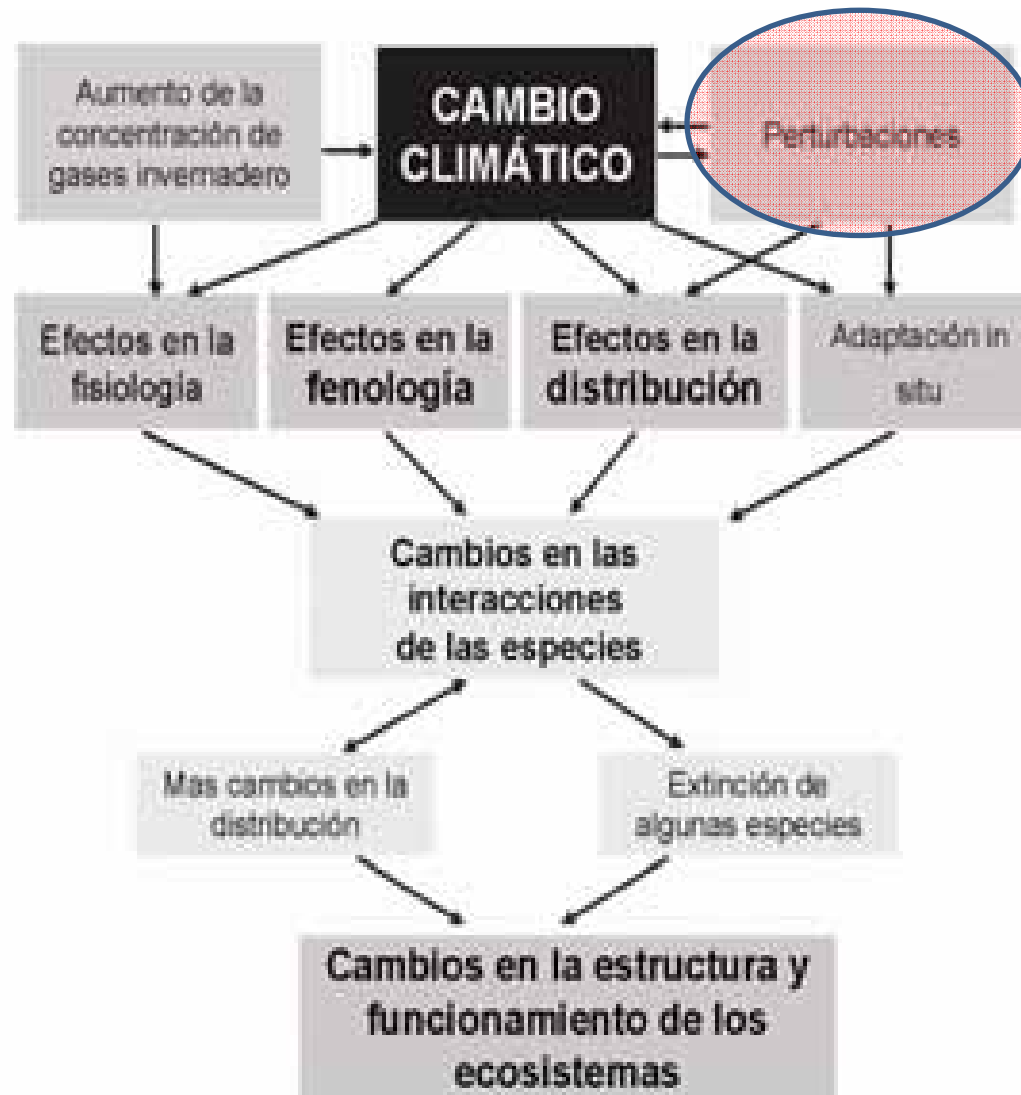 Aumento de la
concentración de
gases invernadero
CAMBIO
CLIMÁTICO
Perturbaciones
Efectos en la
fisiología
Efectos en la
fenología
Efectos en la
distribución
Adaptación in
situ
Cambios en las
interacciones
de las especies
Mas cambios en la
distribución
Extinción de
algunas especies
Cambios en la estructura y
funcionamiento de los
ecosistemas